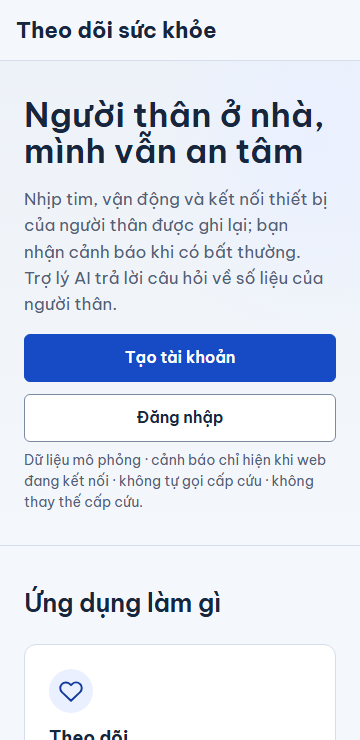 Theo dõi sức khỏe
Người thân ở nhà,
mình vẫn an tâm
Nhịp tim, vận động và kết nối thiết bị
của người thân được ghi lại; bạn
nhận cảnh báo khi có bất thường.
Trợ lý AI trả lời câu hỏi về số liệu của
người thân.
Tạo tài khoản
Đăng nhập
Dữ liệu mô phỏng · cảnh báo chỉ hiện khi web
đang kết nối · không tự gọi cấp cứu · không
thay thế cấp cứu.
Ứng dụng làm gì
Theo dõi